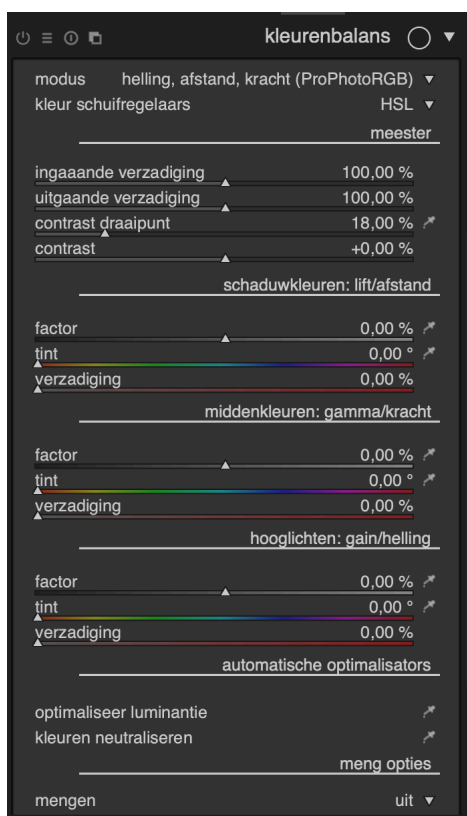 kleurenbalans
modus helling, afstand, kracht (ProPhotoRGB)
kleur schuifregelaars HSL
meester
ingaaande verzadiging 100,00 %
uitgaande verzadiging 100,00 %
contrast draaipunt 18,00 %
contrast +0,00 %
schaduwkleuren: lift/afstand
factor 0,00 %
tint 0,00 °
verzadiging 0,00 %
middenkleuren: gamma/kracht
factor 0,00 %
tint 0,00 °
verzadiging 0,00 %
hooglichten: gain/helling
factor 0,00 %
tint 0,00 °
verzadiging 0,00 %
automatische optimalisators
optimaliseer luminantie
kleuren neutraliseren
meng opties
mengen uit